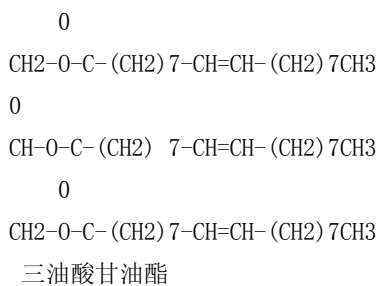 O
CH2-O-C-(CH2)7-CH=CH-(CH2)7CH3
O
CH-O-C-(CH2) 7-CH=CH-(CH2)7CH3
O
CH2-O-C-(CH2)7-CH=CH-(CH2)7CH3
三油酸甘油酯